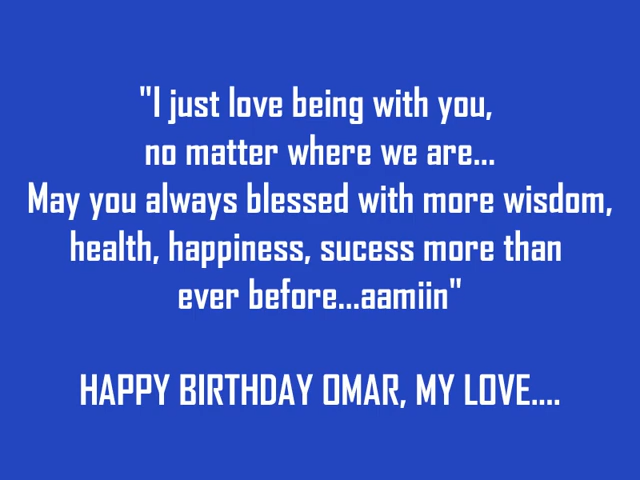 "I just love being with you,
no matter where we are...
May you always blessed with more wisdom,
health, happiness, sucess more than
ever before...aamiin"
HAPPY BIRTHDAY OMAR, MY LOVE....